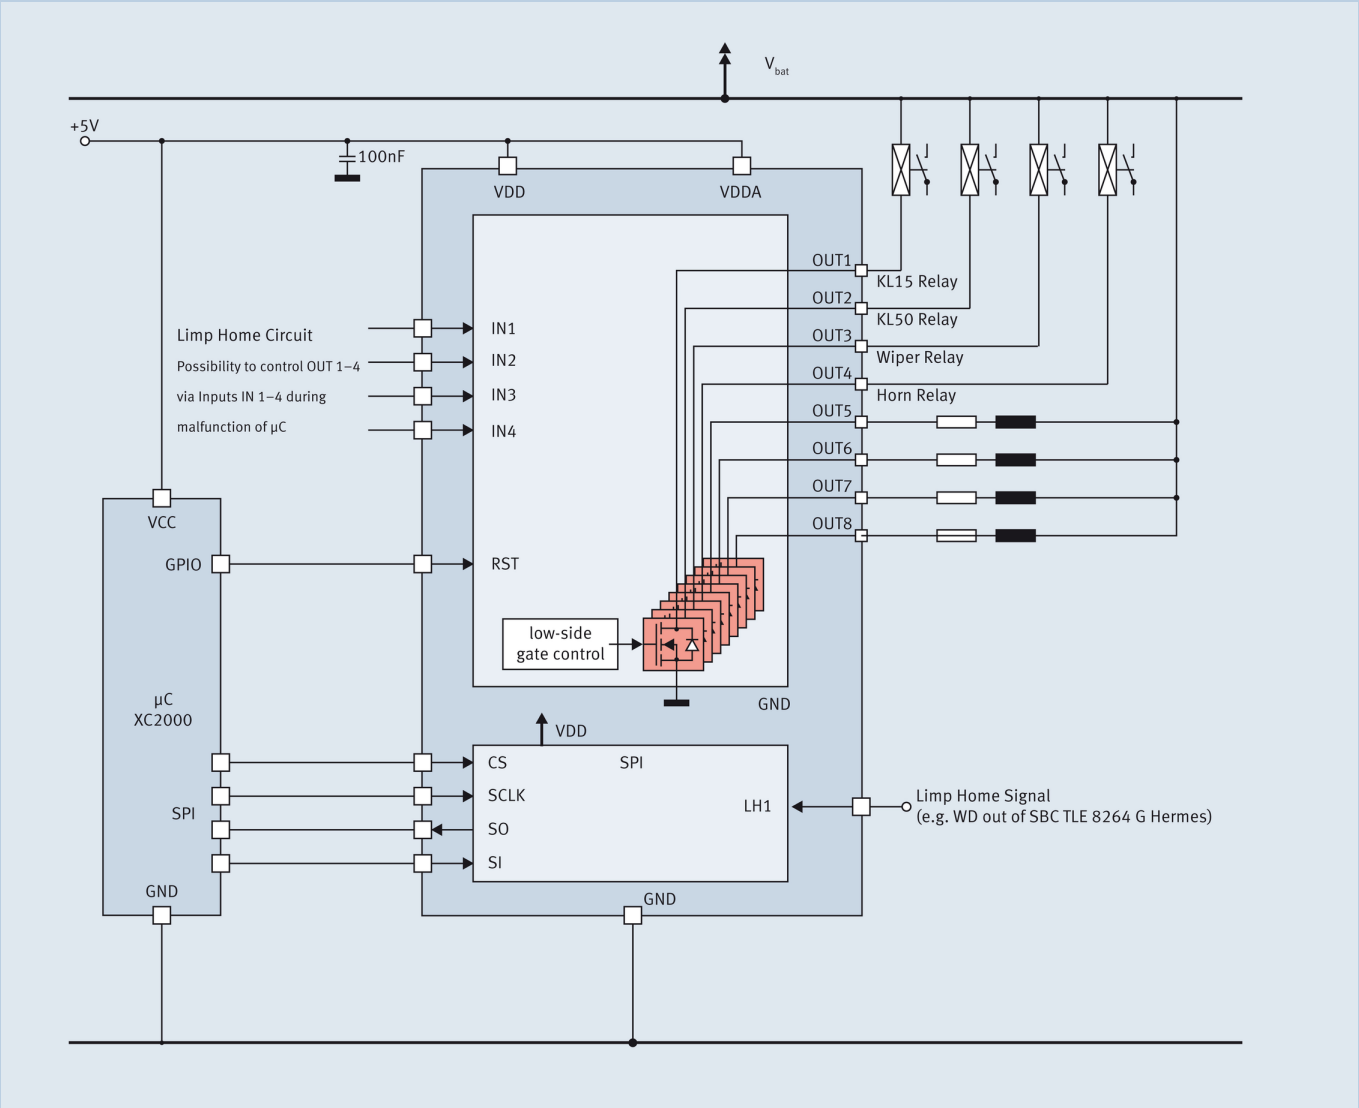 Vbat
+5V
100nF
VDD
VDDA
OUT1
KL15 Relay
OUT2
KL50 Relay
OUT3
Wiper Relay
OUT4
Horn Relay
OUT5
OUT6
OUT7
OUT8
Limp Home Circuit
Possibility to control OUT 1–4
via Inputs IN 1–4 during
malfunction of µC
IN1
IN2
IN3
IN4
VCC
GPIO
RST
low-side
gate control
GND
µC
XC2000
VDD
CS
SPI
SCLK
SPI
SO
SI
LH1
Limp Home Signal
(e.g. WD out of SBC TLE 8264 G Hermes)
GND
GND